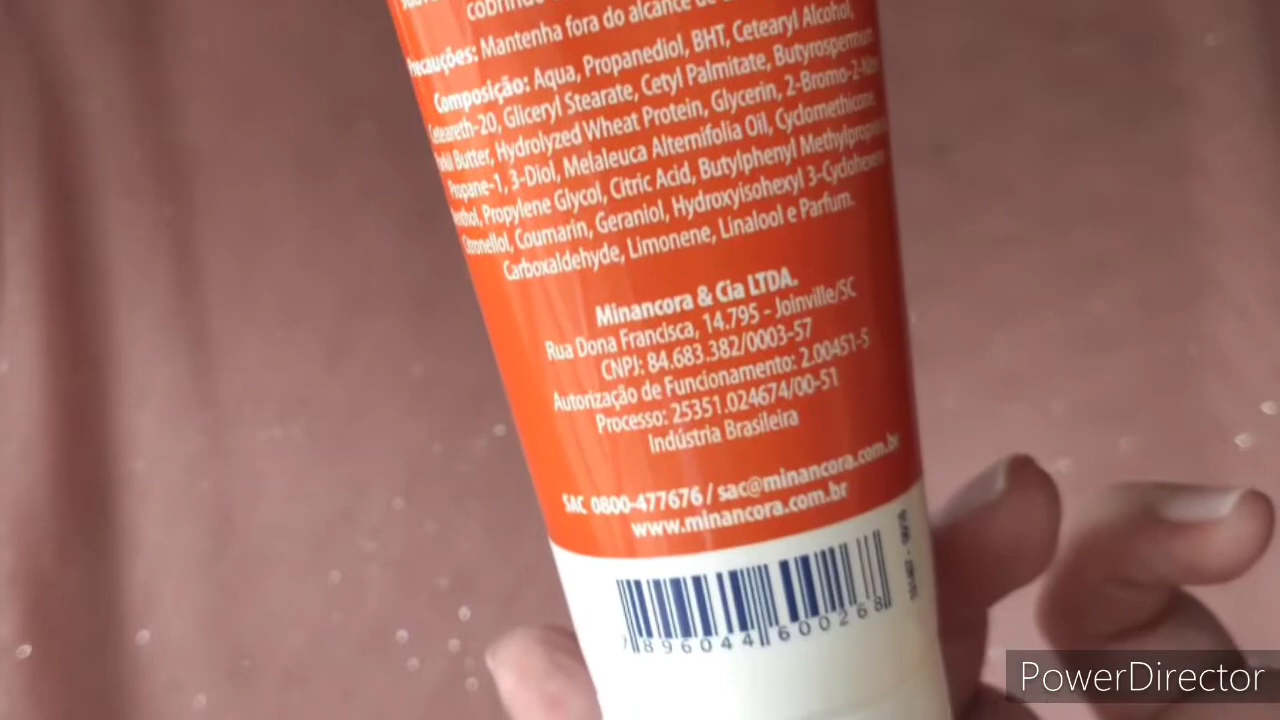 cobrindo
Precauções: Mantenha fora do alcance de
Composição: Aqua, Propanediol, BHT, Cetearyl Alcohol,
Ceteareth-20, Gliceryl Stearate, Cetyl Palmitate, Butyrospermum
Butter, Hydrolyzed Wheat Protein, Glycerin, 2-Bromo-2-
Propane-1, 3-Diol, Melaleuca Alternifolia Oil, Cyclomethicone,
Propylene Glycol, Citric Acid, Butylphenyl
Citronellol, Coumarin, Geraniol, Hydroxyisohexyl
Carboxaldehyde, Limonene, Linalool e Parfum.
Minancora & Cia LTDA.
Rua Dona Francisca, 14.795 - Joinville/SC
CNPJ: 84.683.382/0003-57
Autorização de Funcionamento: 2.00451-5
Processo: 25351.024674/00-51
Indústria Brasileira
SAC 0800-477676 / sac@minancora.com.br
www.minancora.com.br
7896044600268
PowerDirector